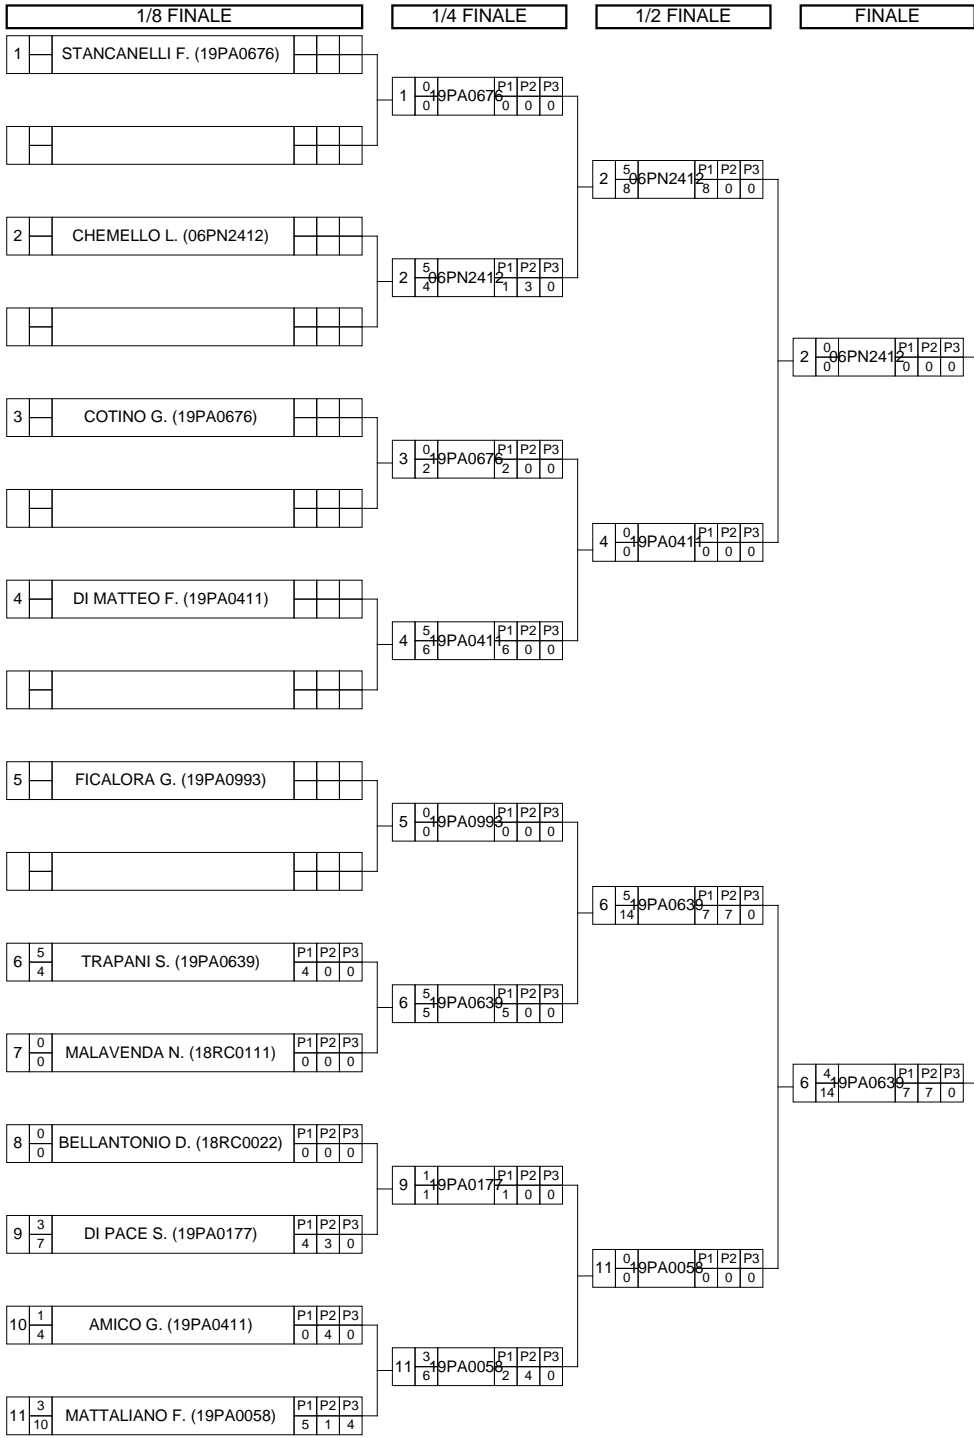 1/8 FINALE 1/4 FINALE 1/2 FINALE FINALE
1 STANCANELLI F. (19PA0676)
1 0 19PA0676 P1 P2 P3
0 0 0 0
2 5 06PN2412 P1 P2 P3
8 8 0 0
2 CHEMELLO L. (06PN2412)
2 5 06PN2412 P1 P2 P3
4 1 3 0
2 0 06PN2412 P1 P2 P3
0 0 0 0
3 COTINO G. (19PA0676)
3 0 19PA0676 P1 P2 P3
2 2 0 0
4 0 19PA0411 P1 P2 P3
0 0 0 0
4 DI MATTEO F. (19PA0411)
4 5 19PA0411 P1 P2 P3
6 6 0 0
5 FICALORA G. (19PA0993)
5 0 19PA0993 P1 P2 P3
0 0 0 0
6 5 19PA0639 P1 P2 P3
14 7 7 0
6 5 TRAPANI S. (19PA0639) P1 P2 P3
4 4 0 0
6 5 19PA0639 P1 P2 P3
5 5 0 0
7 0 MALAVENDA N. (18RC0111) P1 P2 P3
0 0 0 0
6 4 19PA0639 P1 P2 P3
14 7 7 0
8 0 BELLANTONIO D. (18RC0022) P1 P2 P3
0 0 0 0
9 1 19PA0177 P1 P2 P3
1 1 0 0
9 3 DI PACE S. (19PA0177) P1 P2 P3
7 4 3 0
11 0 19PA0058 P1 P2 P3
0 0 0 0
10 1 AMICO G. (19PA0411) P1 P2 P3
4 0 4 0
11 3 19PA0058 P1 P2 P3
6 2 4 0
11 3 MATTALIANO F. (19PA0058) P1 P2 P3
10 5 1 4